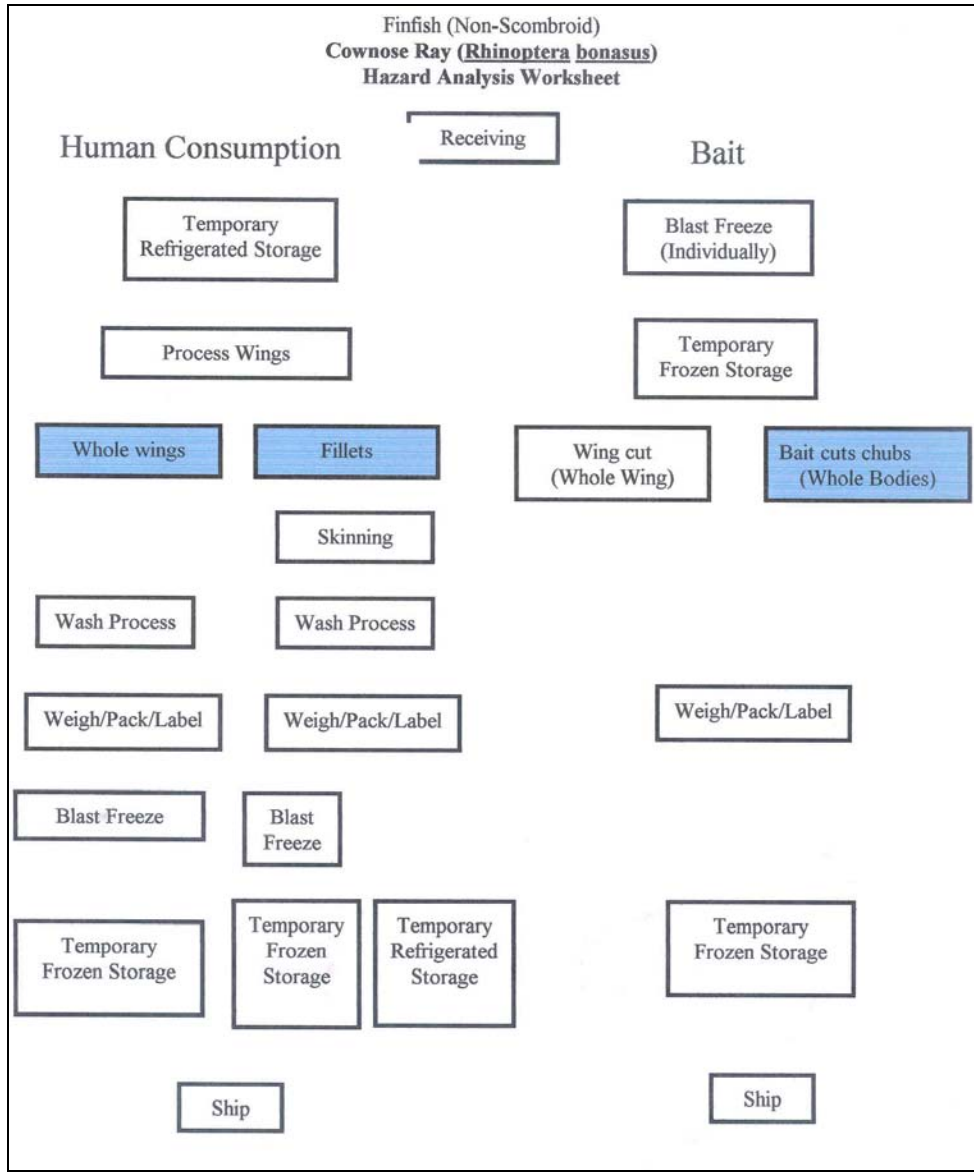 Finfish (Non-Scombroid)
Cownose Ray (Rhinoptera bonasus)
Hazard Analysis Worksheet
Receiving
Human Consumption
Bait
Temporary
Refrigerated Storage
Blast Freeze
(Individually)
Process Wings
Temporary
Frozen Storage
Whole wings
Fillets
Wing cut
(Whole Wing)
Bait cuts chubs
(Whole Bodies)
Skinning
Wash Process
Wash Process
Weigh/Pack/Label
Weigh/Pack/Label
Weigh/Pack/Label
Blast Freeze
Blast
Freeze
Temporary
Frozen Storage
Temporary
Frozen
Storage
Temporary
Refrigerated
Storage
Temporary
Frozen Storage
Ship
Ship